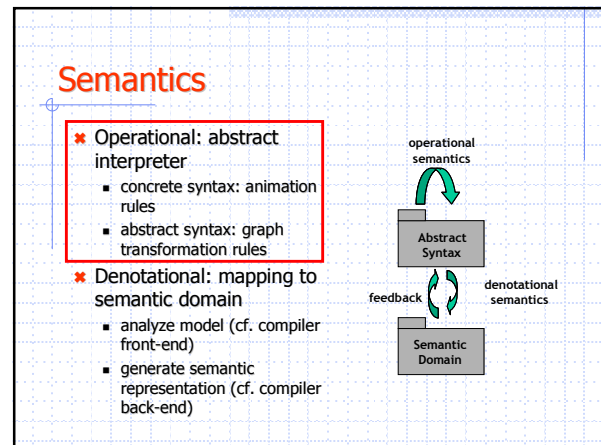 Semantics
Operational: abstract
interpreter
concrete syntax: animation
rules
abstract syntax: graph
transformation rules
Denotational: mapping to
semantic domain
analyze model (cf. compiler
front-end)
generate semantic
representation (cf. compiler
back-end)
operational
semantics
Abstract
Syntax
feedback
denotational
semantics
Semantic
Domain